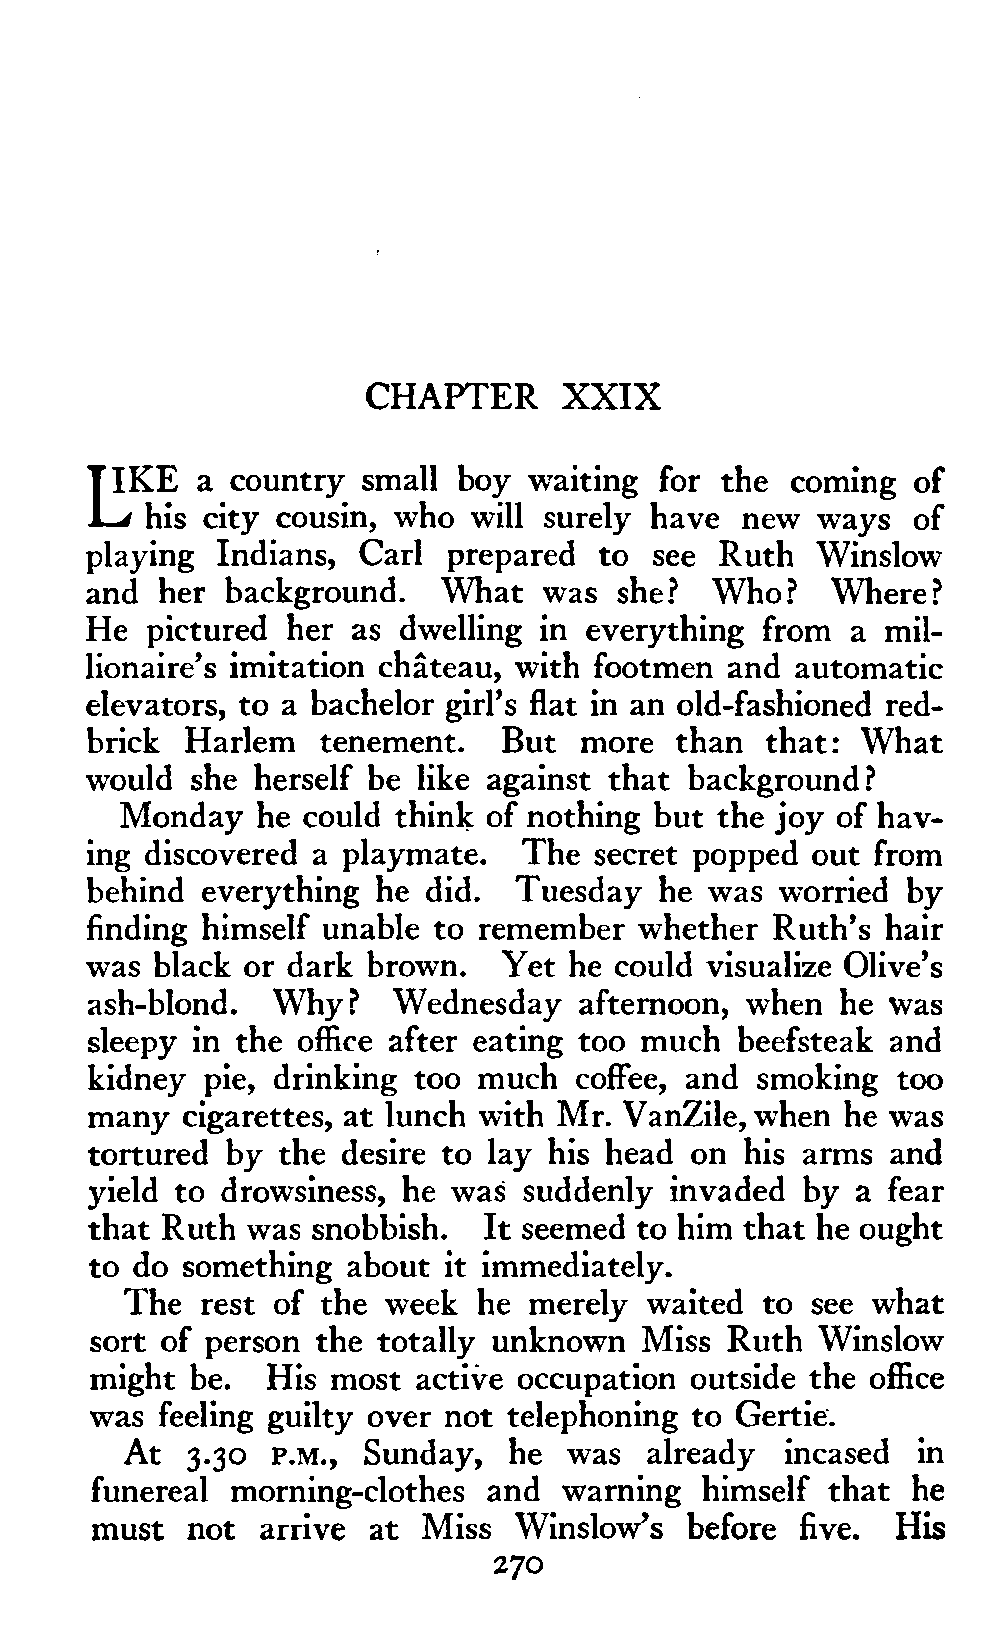 CHAPTER XXIX
LIKE a country small boy waiting for the coming of
his city cousin, who will surely have new ways of
playing Indians, Carl prepared to see Ruth Winslow
and her background. What was she? Who? Where?
He pictured her as dwelling in everything from a mil-
lionaire's imitation château, with footmen and automatic
elevators, to a bachelor girl's flat in an old-fashioned red-
brick Harlem tenement. But more than that: What
would she herself be like against that background?
Monday he could think of nothing but the joy of hav-
ing discovered a playmate. The secret popped out from
behind everything he did. Tuesday he was worried by
finding himself unable to remember whether Ruth's hair
was black or dark brown. Yet he could visualize Olive's
ash-blond. Why? Wednesday afternoon, when he was
sleepy in the office after eating too much beefsteak and
kidney pie, drinking too much coffee, and smoking too
many cigarettes, at lunch with Mr. VanZile, when he was
tortured by the desire to lay his head on his arms and
yield to drowsiness, he was suddenly invaded by a fear
that Ruth was snobbish. It seemed to him that he ought
to do something about it immediately.
The rest of the week he merely waited to see what
sort of person the totally unknown Miss Ruth Winslow
might be. His most active occupation outside the office
was feeling guilty over not telephoning to Gertie.
At 3.30 P.M., Sunday, he was already incased in
funereal morning-clothes and warning himself that he
must not arrive at Miss Winslow's before five. His
270